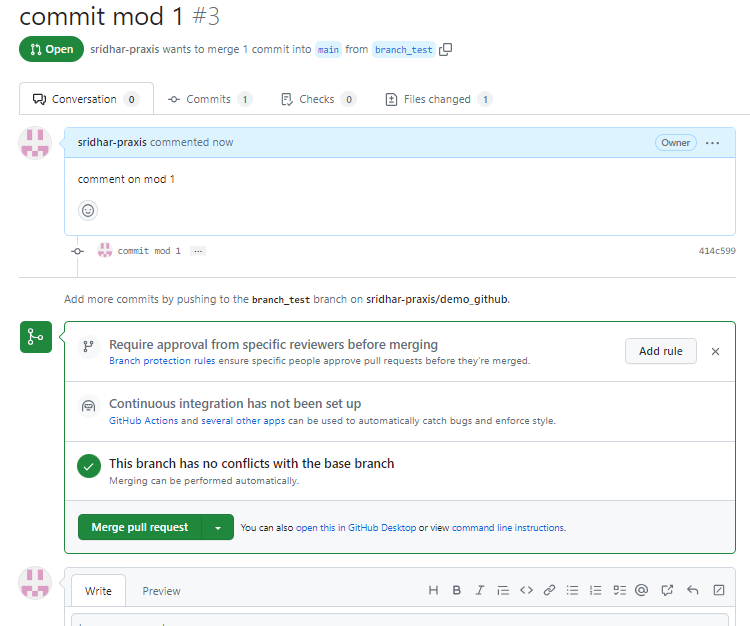 commit mod 1 #3
Open
sridhar-praxis wants to merge 1 commit into main from branch_test
Conversation 0
Commits 1
Checks 0
Files changed 1
sridhar-praxis commented now
Owner
comment on mod 1
commit mod 1
414c599
Add more commits by pushing to the branch_test branch on sridhar-praxis/demo_github.
Require approval from specific reviewers before merging
Branch protection rules ensure specific people approve pull requests before they're merged.
Add rule
Continuous integration has not been set up
GitHub Actions and several other apps can be used to automatically catch bugs and enforce style.
This branch has no conflicts with the base branch
Merging can be performed automatically.
Merge pull request
You can also open this in GitHub Desktop or view command line instructions.
Write
Preview